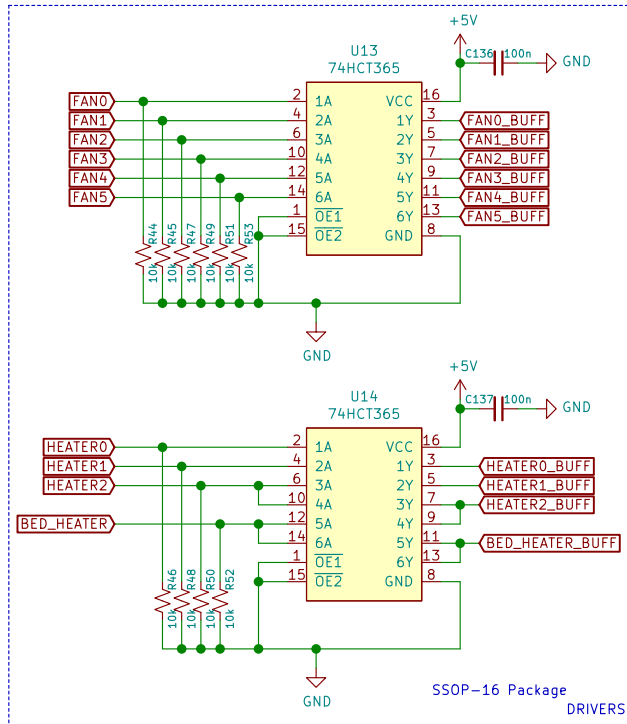 +5V
C136 100n
GND
U13
74HCT365
FAN0 2 1A VCC 16
FAN1 4 2A 1Y 3 FAN0_BUFF
FAN2 6 3A 2Y 5 FAN1_BUFF
FAN3 10 4A 3Y 7 FAN2_BUFF
FAN4 12 5A 4Y 9 FAN3_BUFF
FAN5 14 6A 5Y 11 FAN4_BUFF
1 OE1 6Y 13 FAN5_BUFF
15 OE2 GND 8
R44 R45 R47 R49 R51 R53
10k 10k 10k 10k 10k 10k
GND
+5V
C137 100n
GND
U14
74HCT365
HEATER0 2 1A VCC 16
HEATER1 4 2A 1Y 3 HEATER0_BUFF
HEATER2 6 3A 2Y 5 HEATER1_BUFF
10 4A 3Y 7 HEATER2_BUFF
BED_HEATER 12 5A 4Y 9
14 6A 5Y 11 BED_HEATER_BUFF
1 OE1 6Y 13
15 OE2 GND 8
R46 R48 R50 R52
10k 10k 10k 10k
GND
SSOP-16 Package
DRIVERS